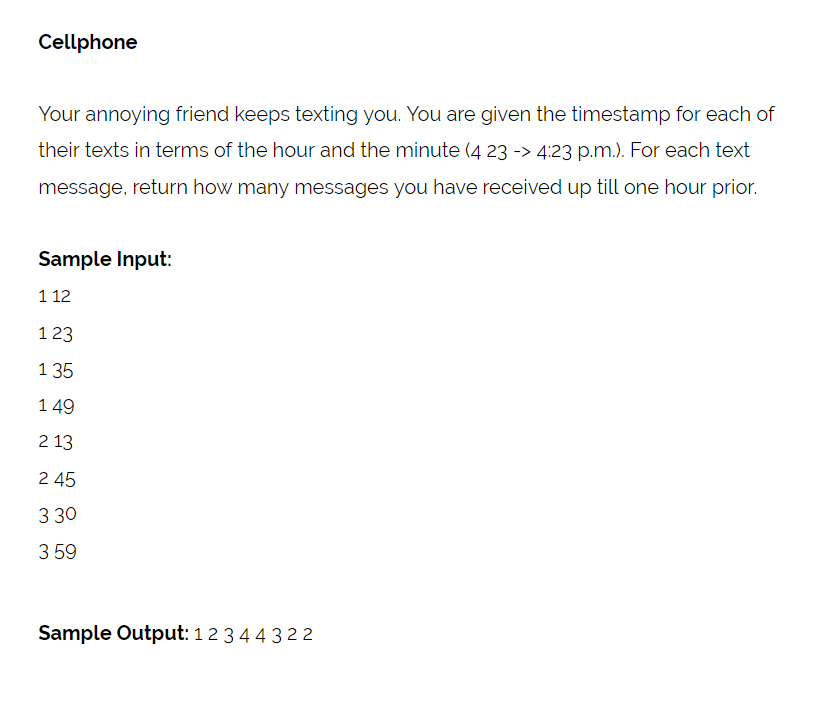 Cellphone
Your annoying friend keeps texting you. You are given the timestamp for each of
their texts in terms of the hour and the minute (4 23 -> 4:23 p.m.). For each text
message, return how many messages you have received up till one hour prior.
Sample Input:
1 12
1 23
1 35
1 49
2 13
2 45
3 30
3 59
Sample Output: 1 2 3 4 4 3 2 2